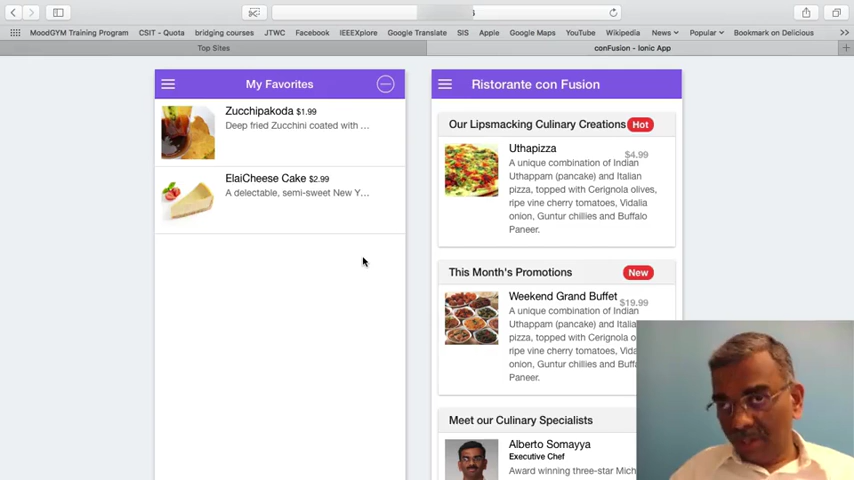 MoodGYM Training Program CSIT - Quota bridging courses JTWC Facebook IEEEXplore Google Translate SIS Apple Google Maps YouTube Wikipedia News Popular Bookmark on Delicious
Top Sites
conFusion - Ionic App
My Favorites
Zucchipakoda $1.99
Deep fried Zucchini coated with ...
ElaiCheese Cake $2.99
A delectable, semi-sweet New Y...
Ristorante con Fusion
Our Lipsmacking Culinary Creations Hot
Uthapizza
$4.99
A unique combination of Indian
Uthappam (pancake) and Italian
pizza, topped with Cerignola olives,
ripe vine cherry tomatoes, Vidalia
onion, Guntur chillies and Buffalo
Paneer.
This Month's Promotions New
Weekend Grand Buffet
$19.99
A unique combination of Indian
Uthappam (pancake) and Italia
pizza, topped with Cerignola o
ripe vine cherry tomatoes, Vida
onion, Guntur chillies and Buff
Paneer.
Meet our Culinary Specialists
Alberto Somayya
Executive Chef
Award winning three-star Mich